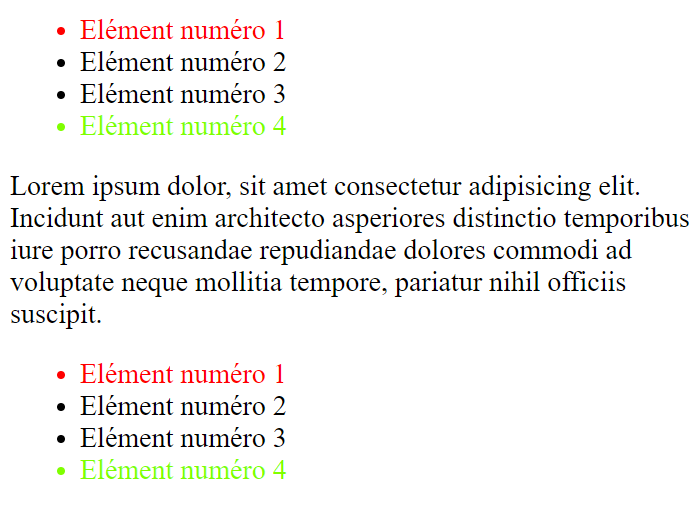 Elément numéro 1
Elément numéro 2
Elément numéro 3
Elément numéro 4
Lorem ipsum dolor, sit amet consectetur adipisicing elit.
Incidunt aut enim architecto asperiores distinctio temporibus
iure porro recusandae repudiandae dolores commodi ad
voluptate neque mollitia tempore, pariatur nihil officiis
suscipit.
Elément numéro 1
Elément numéro 2
Elément numéro 3
Elément numéro 4